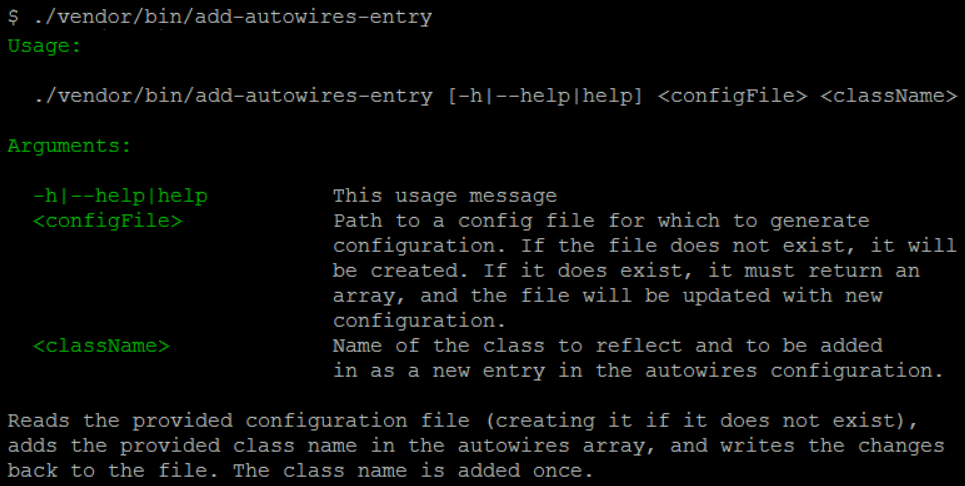 $ ./vendor/bin/add-autowires-entry
Usage:
./vendor/bin/add-autowires-entry [-h|--help|help] <configFile> <className>
Arguments:
-h|--help|help This usage message
<configFile> Path to a config file for which to generate
configuration. If the file does not exist, it will
be created. If it does exist, it must return an
array, and the file will be updated with new
configuration.
<className> Name of the class to reflect and to be added
in as a new entry in the autowires configuration.
Reads the provided configuration file (creating it if it does not exist),
adds the provided class name in the autowires array, and writes the changes
back to the file. The class name is added once.